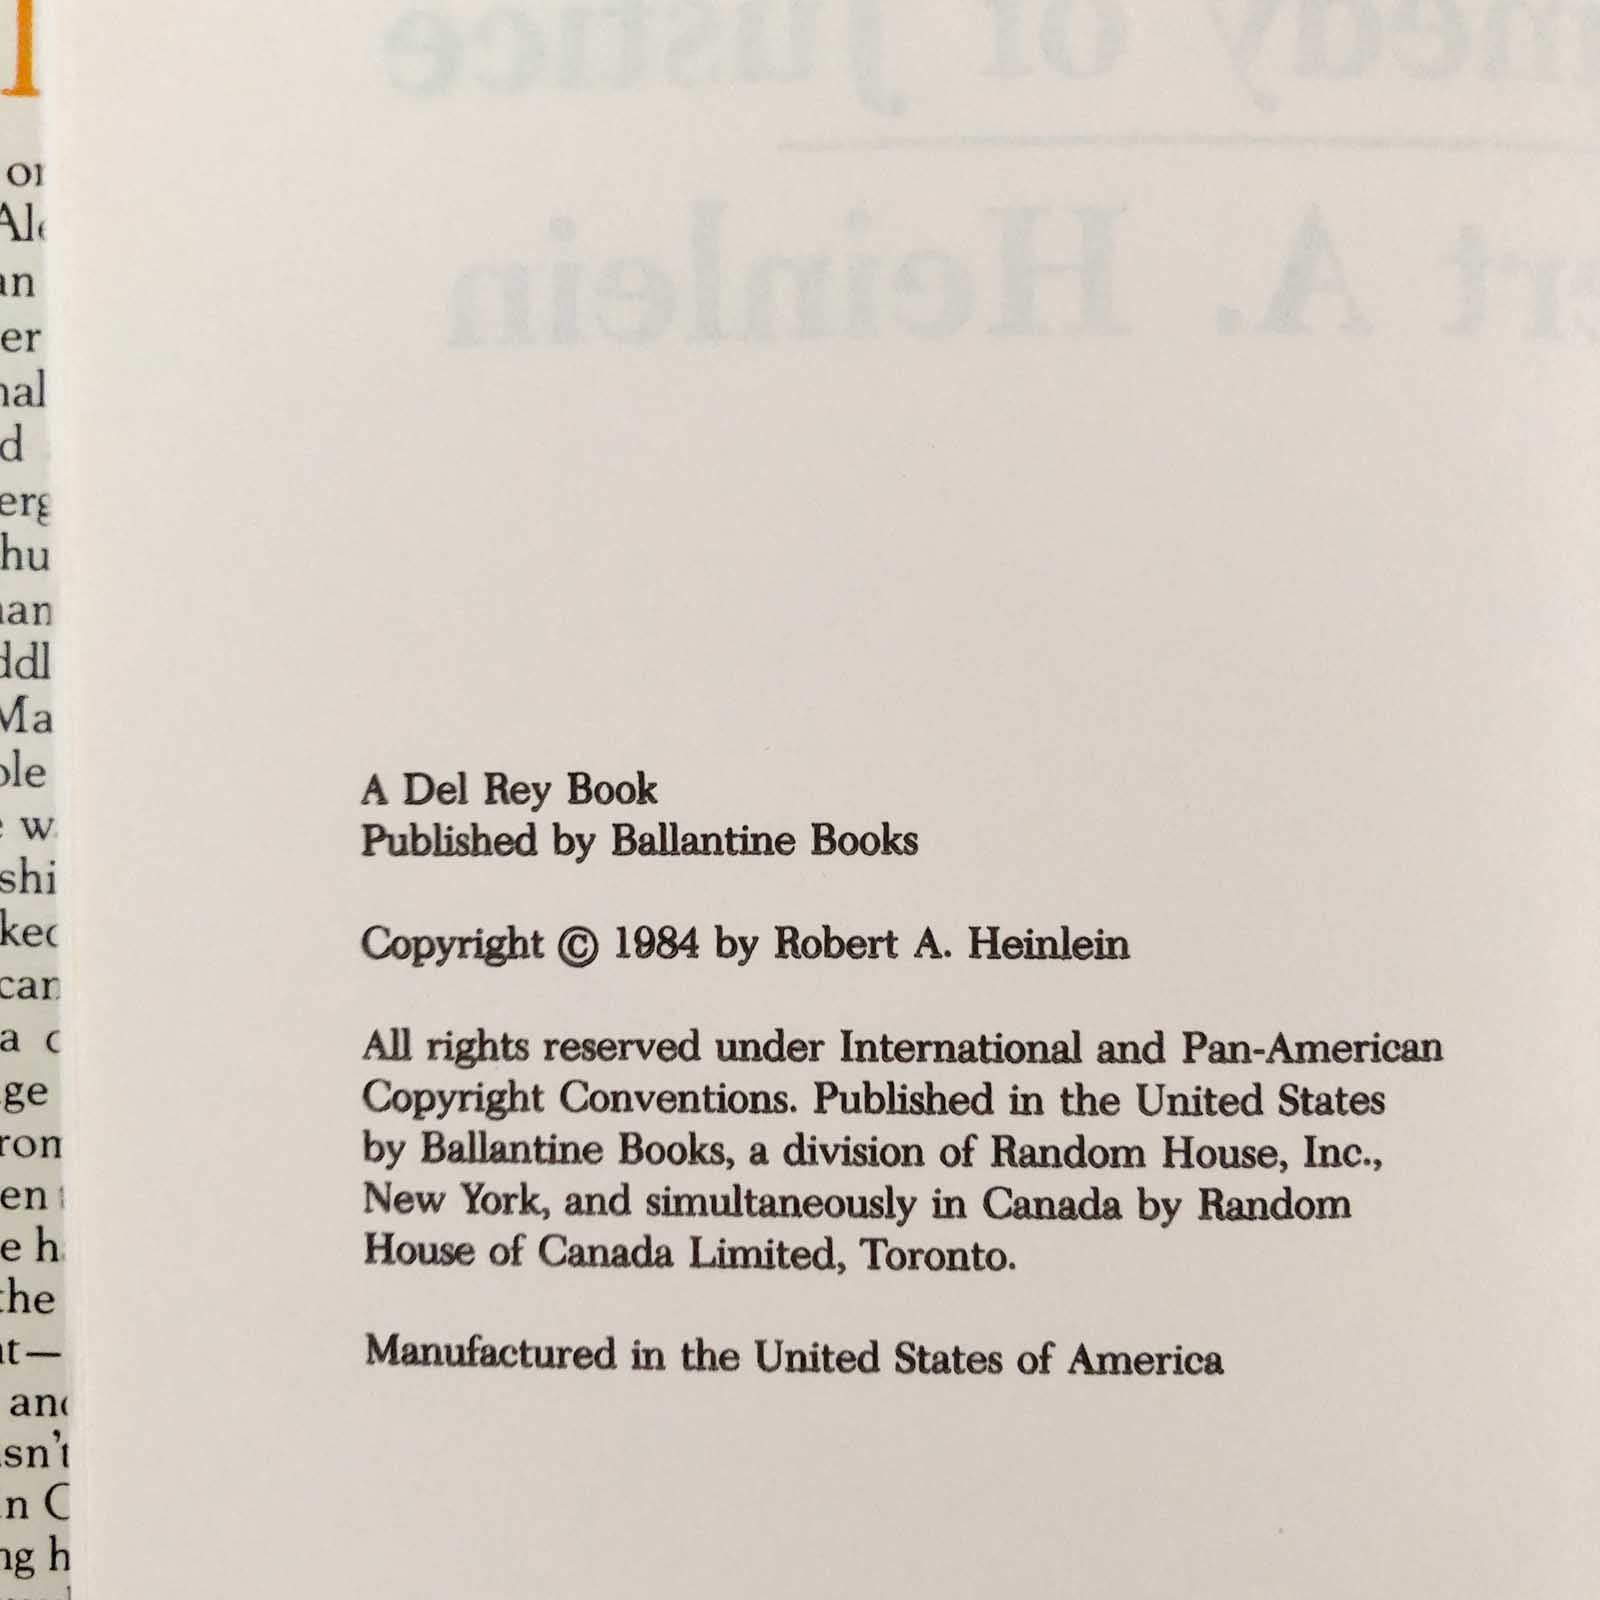 A Del Rey Book
Published by Ballantine Books
Copyright © 1984 by Robert A. Heinlein
All rights reserved under International and Pan-American
Copyright Conventions. Published in the United States
by Ballantine Books, a division of Random House, Inc.,
New York, and simultaneously in Canada by Random
House of Canada Limited, Toronto.
Manufactured in the United States of America